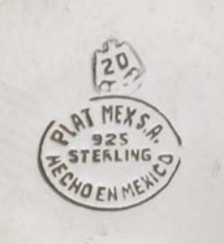 20
PLAT MEX S.A.
925
STERLING
HECHO EN MEXICO